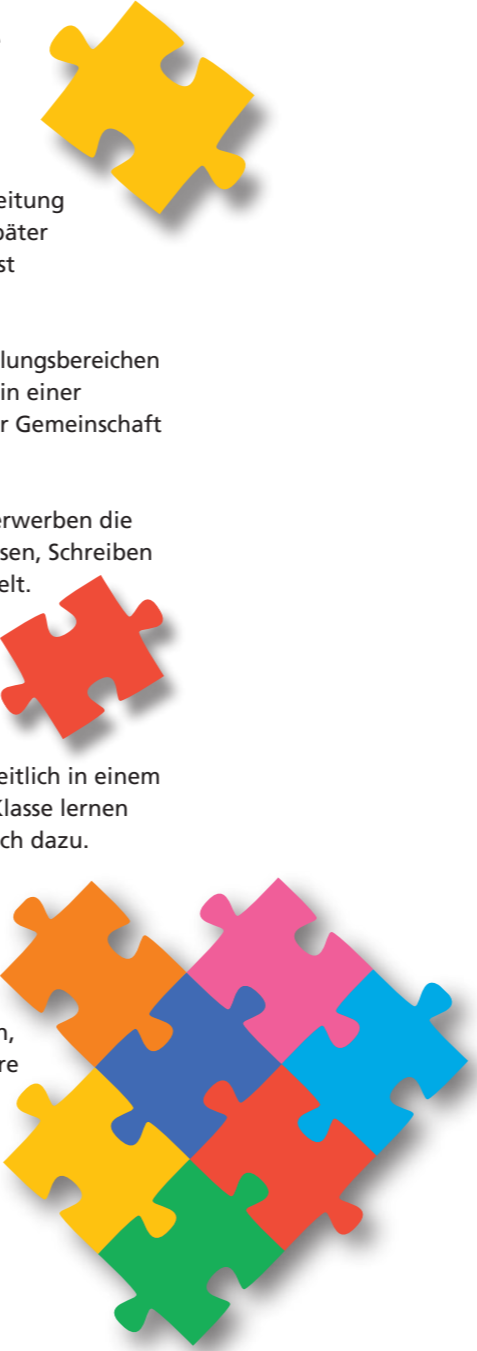 eitung
päter
st
lungsbereichen
in einer
r Gemeinschaft
erwerben die
sen, Schreiben
elt.
eitlich in einem
Klasse lernen
ch dazu.
n,
re